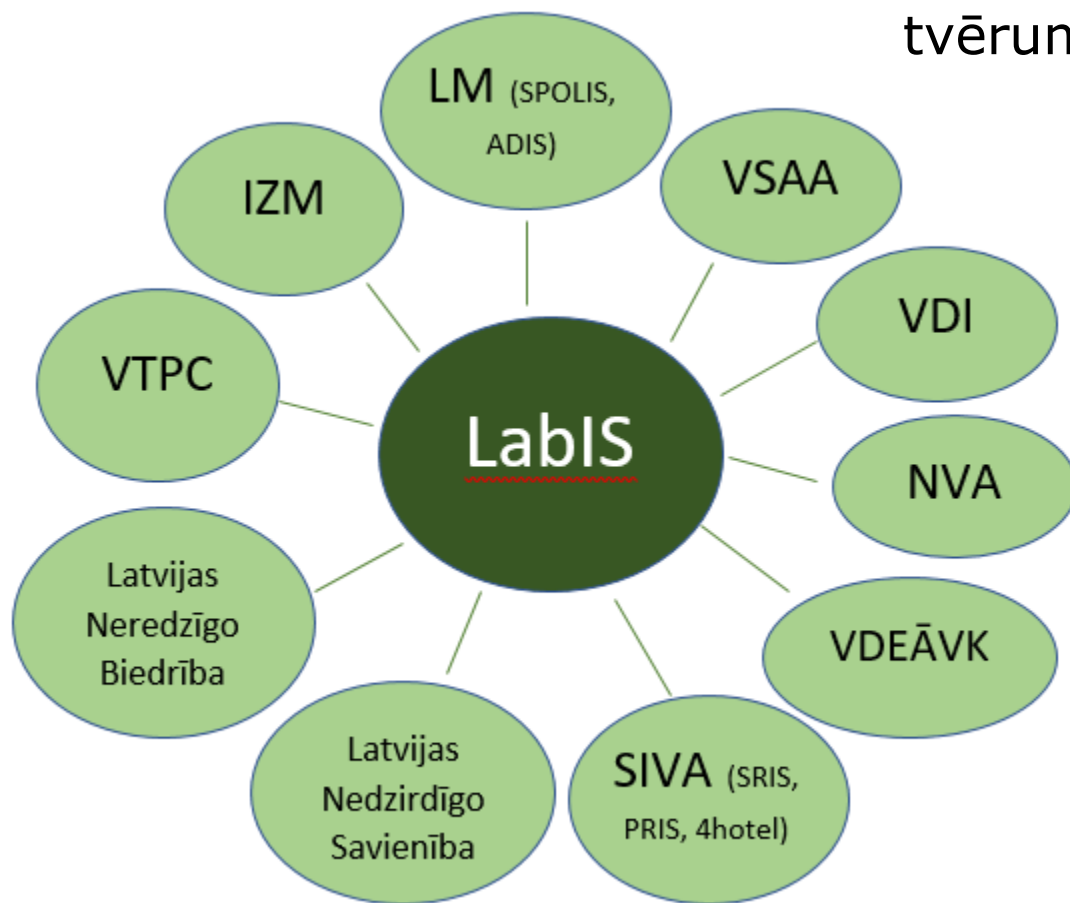 tvērum
LM (SPOLIS,
ADIS)
VSAA
IZM
VDI
VTPC
LabIS
NVA
Latvijas
Neredzīgo
Biedrība
VDEĀVK
Latvijas
Nedzirdīgo
Savienība
SIVA (SRIS,
PRIS, 4hotel)